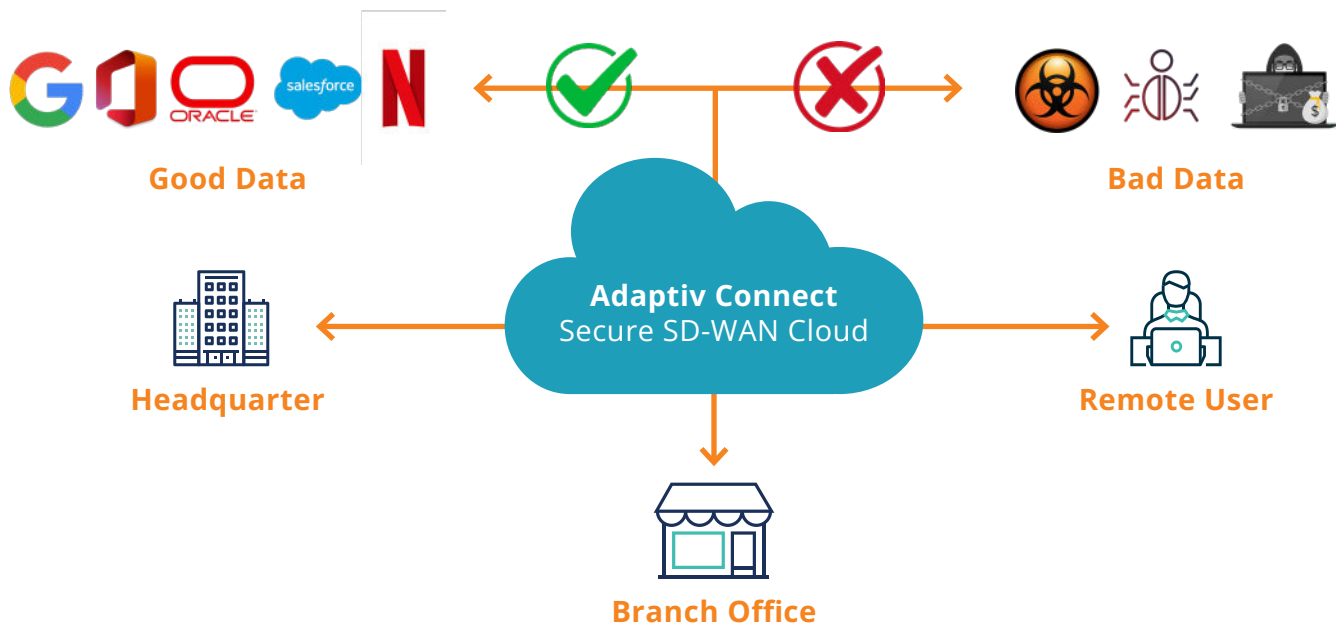 ORACLE
salesforce
Good Data
Bad Data
Adaptiv Connect
Secure SD-WAN Cloud
Headquarter
Remote User
Branch Office